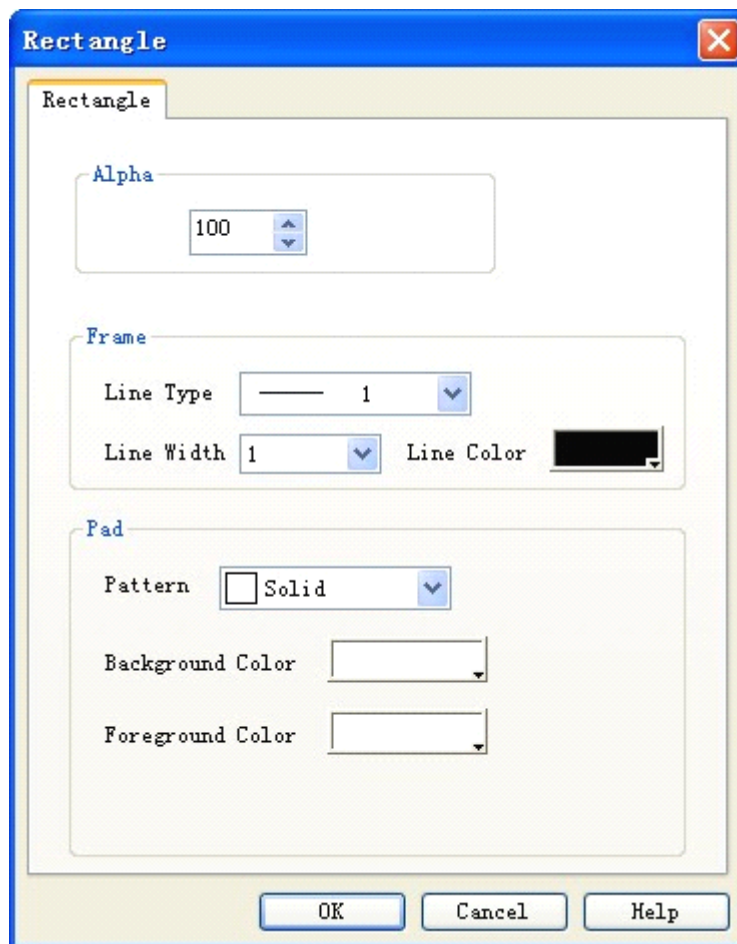 Rectangle
Rectangle
Alpha
100
Frame
Line Type 1
Line Width 1 Line Color
Pad
Pattern Solid
Background Color
Foreground Color
OK Cancel Help